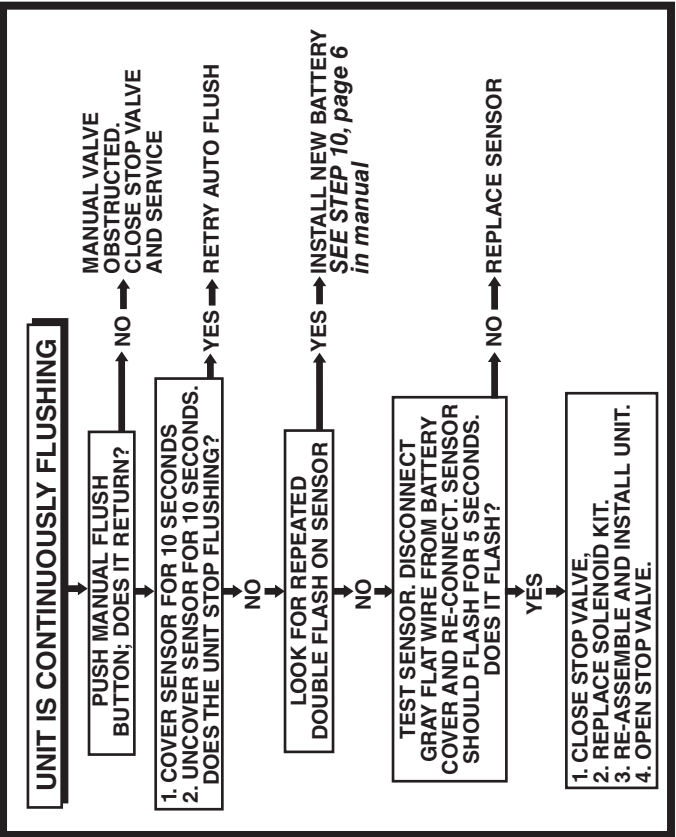 UNIT IS CONTINUOUSLY FLUSHING
PUSH MANUAL FLUSH
BUTTON; DOES IT RETURN?
NO
MANUAL VALVE
OBSTRUCTED.
CLOSE STOP VALVE
AND SERVICE
1. COVER SENSOR FOR 10 SECONDS
2. UNCOVER SENSOR FOR 10 SECONDS.
DOES THE UNIT STOP FLUSHING?
YES
RETRY AUTO FLUSH
NO
LOOK FOR REPEATED
DOUBLE FLASH ON SENSOR
YES
INSTALL NEW BATTERY
SEE STEP 10, page 6
in manual
NO
TEST SENSOR. DISCONNECT
GRAY FLAT WIRE FROM BATTERY
COVER AND RE-CONNECT. SENSOR
SHOULD FLASH FOR 5 SECONDS.
DOES IT FLASH?
NO
REPLACE SENSOR
YES
1. CLOSE STOP VALVE,
2. REPLACE SOLENOID KIT.
3. RE-ASSEMBLE AND INSTALL UNIT.
4. OPEN STOP VALVE.